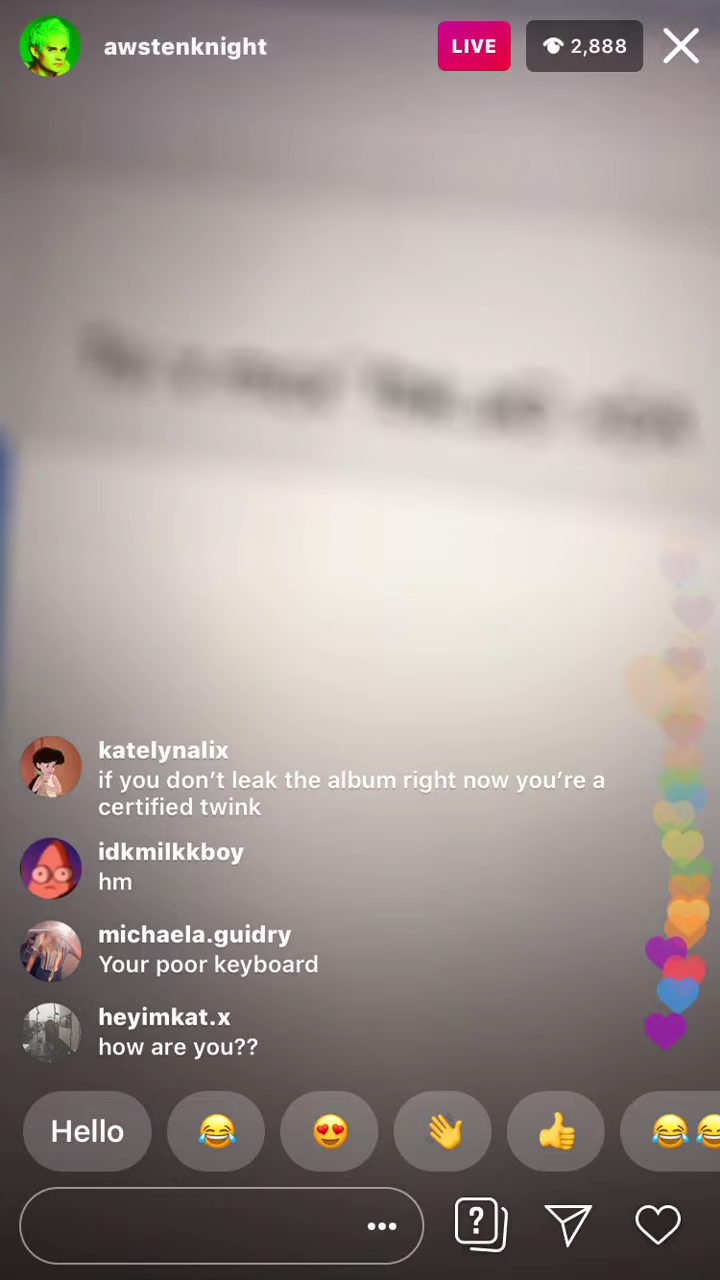 awstenknight
LIVE
2,888
katelynalix
if you don’t leak the album right now you’re a
certified twink
idkmilkkboy
hm
michaela.guidry
Your poor keyboard
heyimkat.x
how are you??
Hello